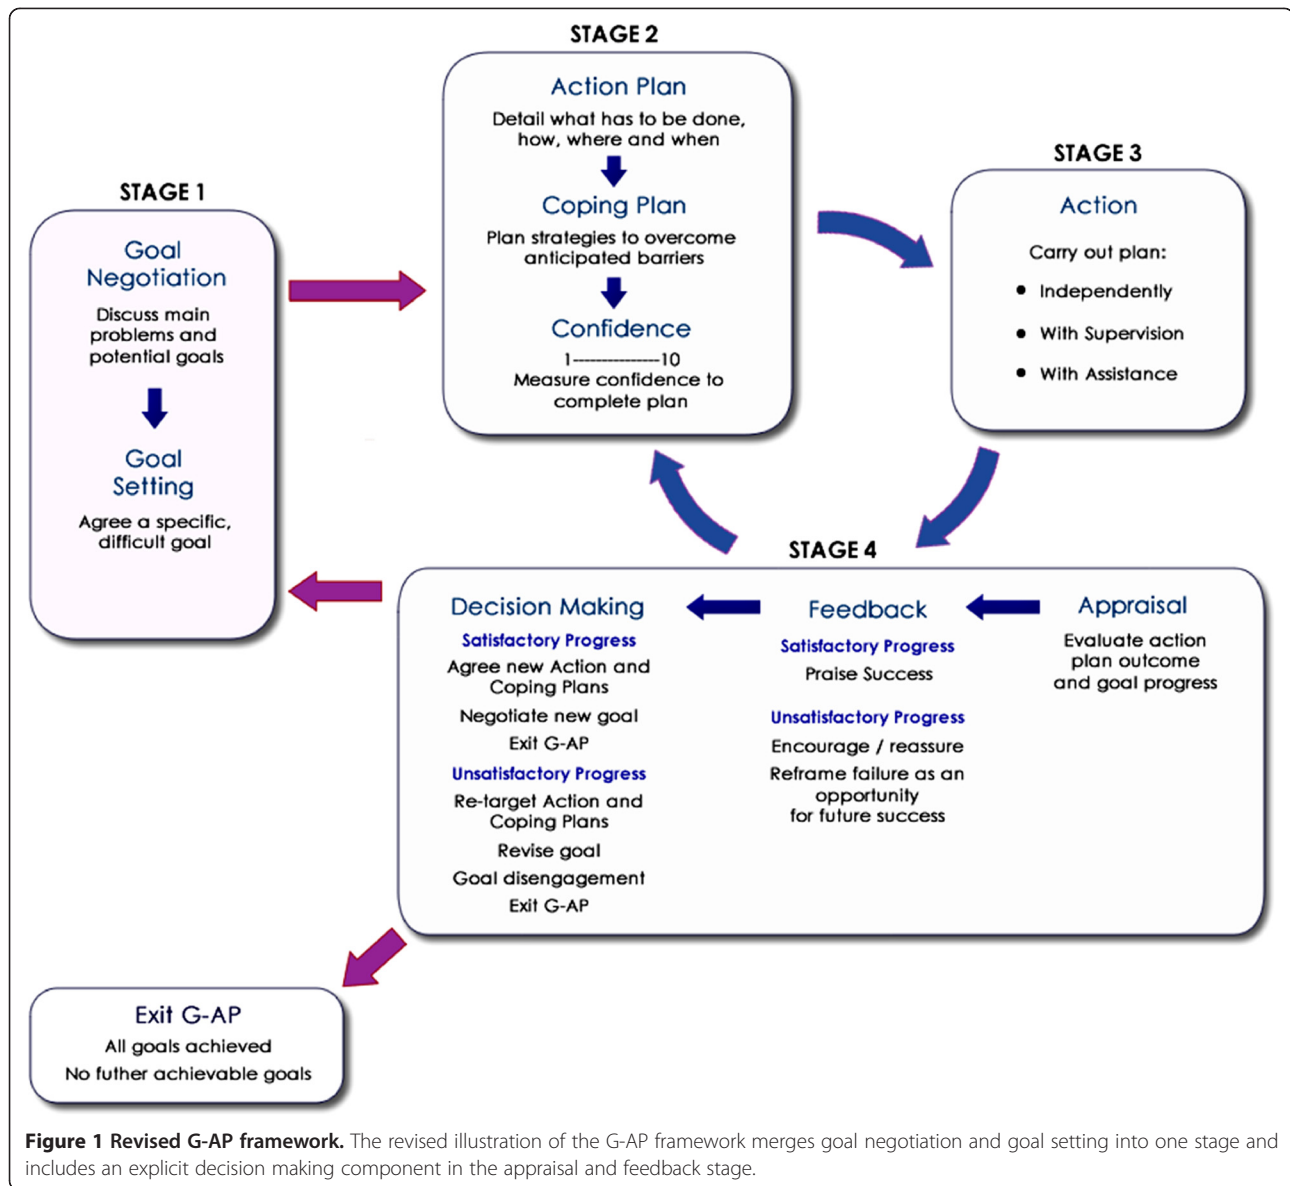 STAGE 1
Goal
Negotiation
Discuss main
problems and
potential goals
Goal
Setting
Agree a specific,
difficult goal
STAGE 2
Action Plan
Detail what has to be done,
how, where and when
Coping Plan
Plan strategies to overcome
anticipated barriers
Confidence
1---------------10
Measure confidence to
complete plan
STAGE 3
Action
Carry out plan:
• Independently
• With Supervision
• With Assistance
STAGE 4
Appraisal
Evaluate action
plan outcome
and goal progress
Feedback
Satisfactory Progress
Praise Success
Unsatisfactory Progress
Encourage / reassure
Reframe failure as an
opportunity
for future success
Decision Making
Satisfactory Progress
Agree new Action and
Coping Plans
Negotiate new goal
Exit G-AP
Unsatisfactory Progress
Re-target Action and
Coping Plans
Revise goal
Goal disengagement
Exit G-AP
Exit G-AP
All goals achieved
No futher achievable goals
Figure 1 Revised G-AP framework. The revised illustration of the G-AP framework merges goal negotiation and goal setting into one stage and
includes an explicit decision making component in the appraisal and feedback stage.